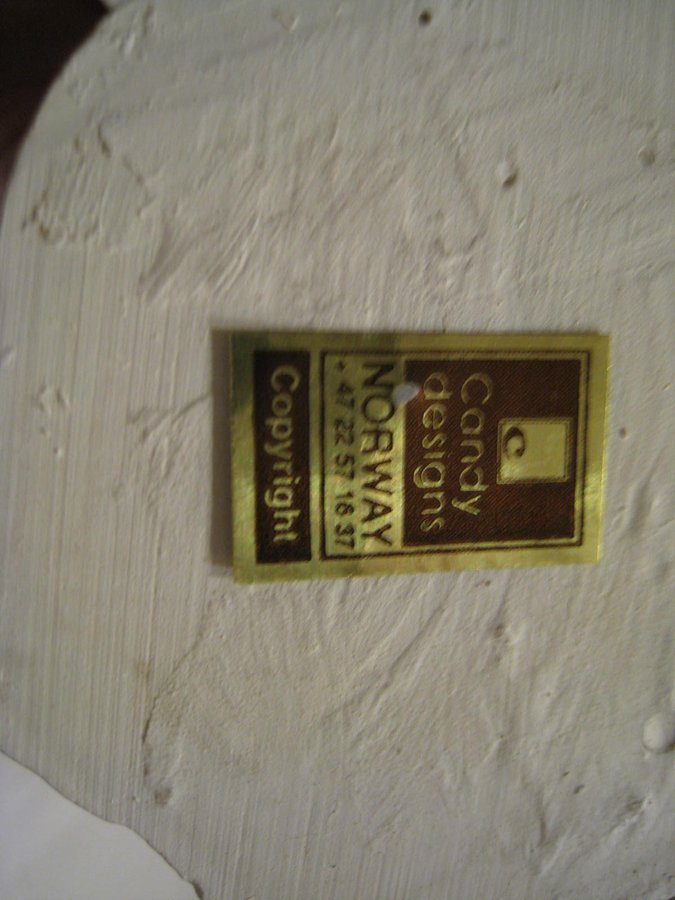 C
Candy
designs
NORWAY
+ 47 22 57 16 37
Copyright